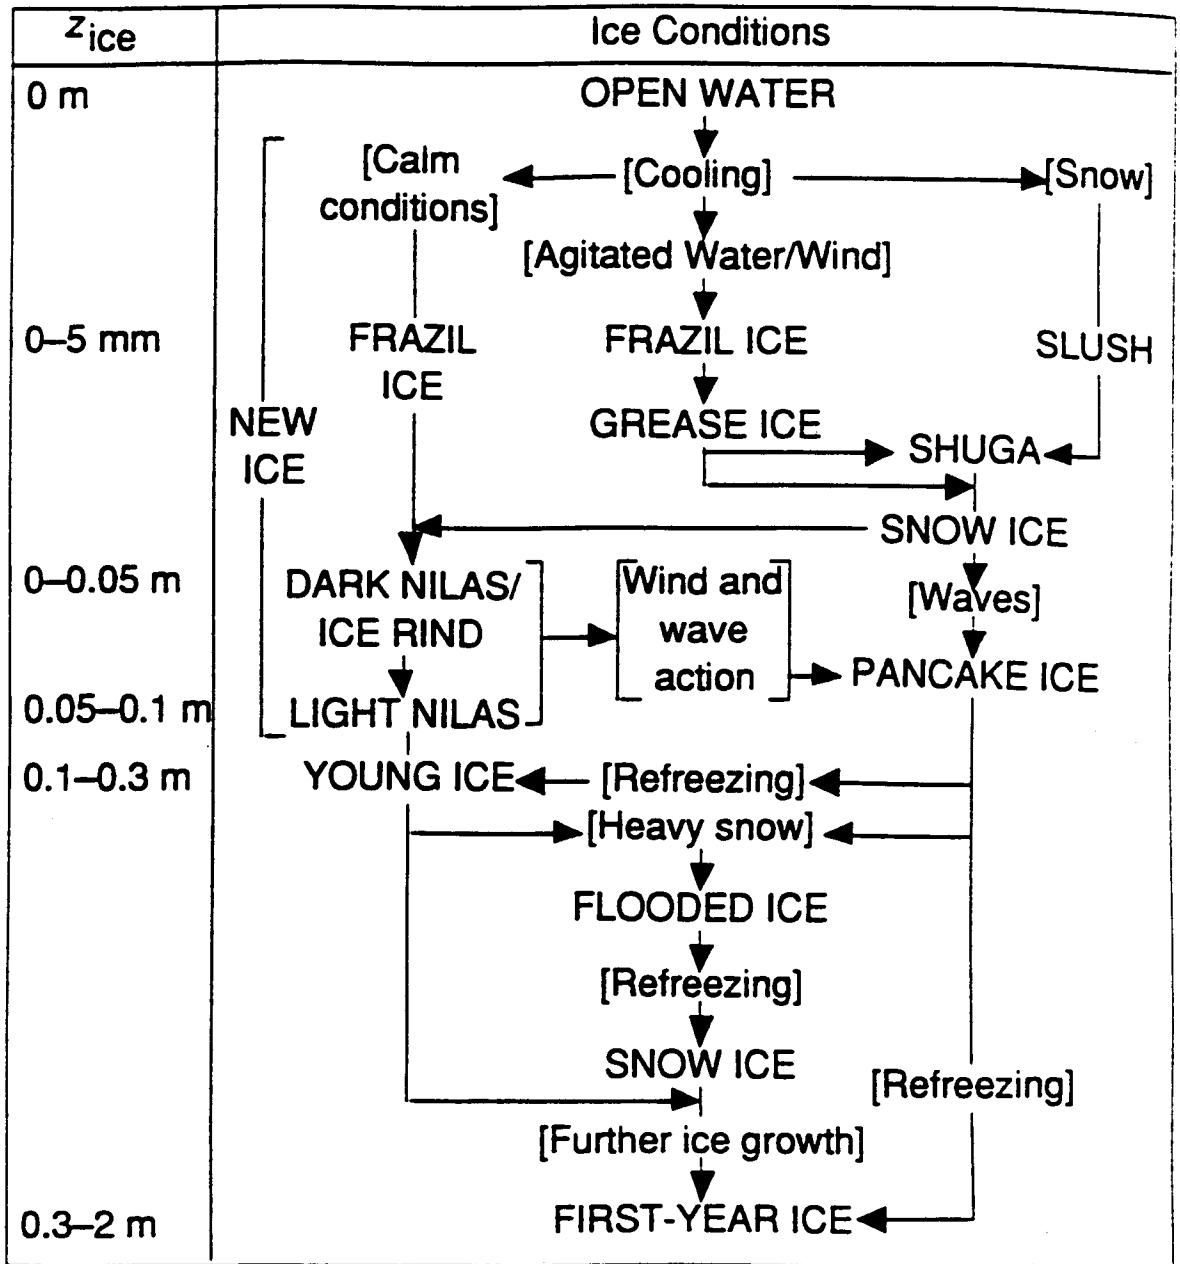 z ice Ice Conditions
0 m OPEN WATER
[Calm conditions] [Cooling] [Snow]
[Agitated Water/Wind]
0–5 mm FRAZIL ICE FRAZIL ICE SLUSH
NEW ICE GREASE ICE
SHUGA
SNOW ICE
0–0.05 m DARK NILAS/ ICE RIND [Wind and wave action] [Waves]
PANCAKE ICE
0.05–0.1 m LIGHT NILAS
0.1–0.3 m YOUNG ICE [Refreezing]
[Heavy snow]
FLOODED ICE
[Refreezing]
SNOW ICE
[Refreezing]
[Further ice growth]
0.3–2 m FIRST-YEAR ICE